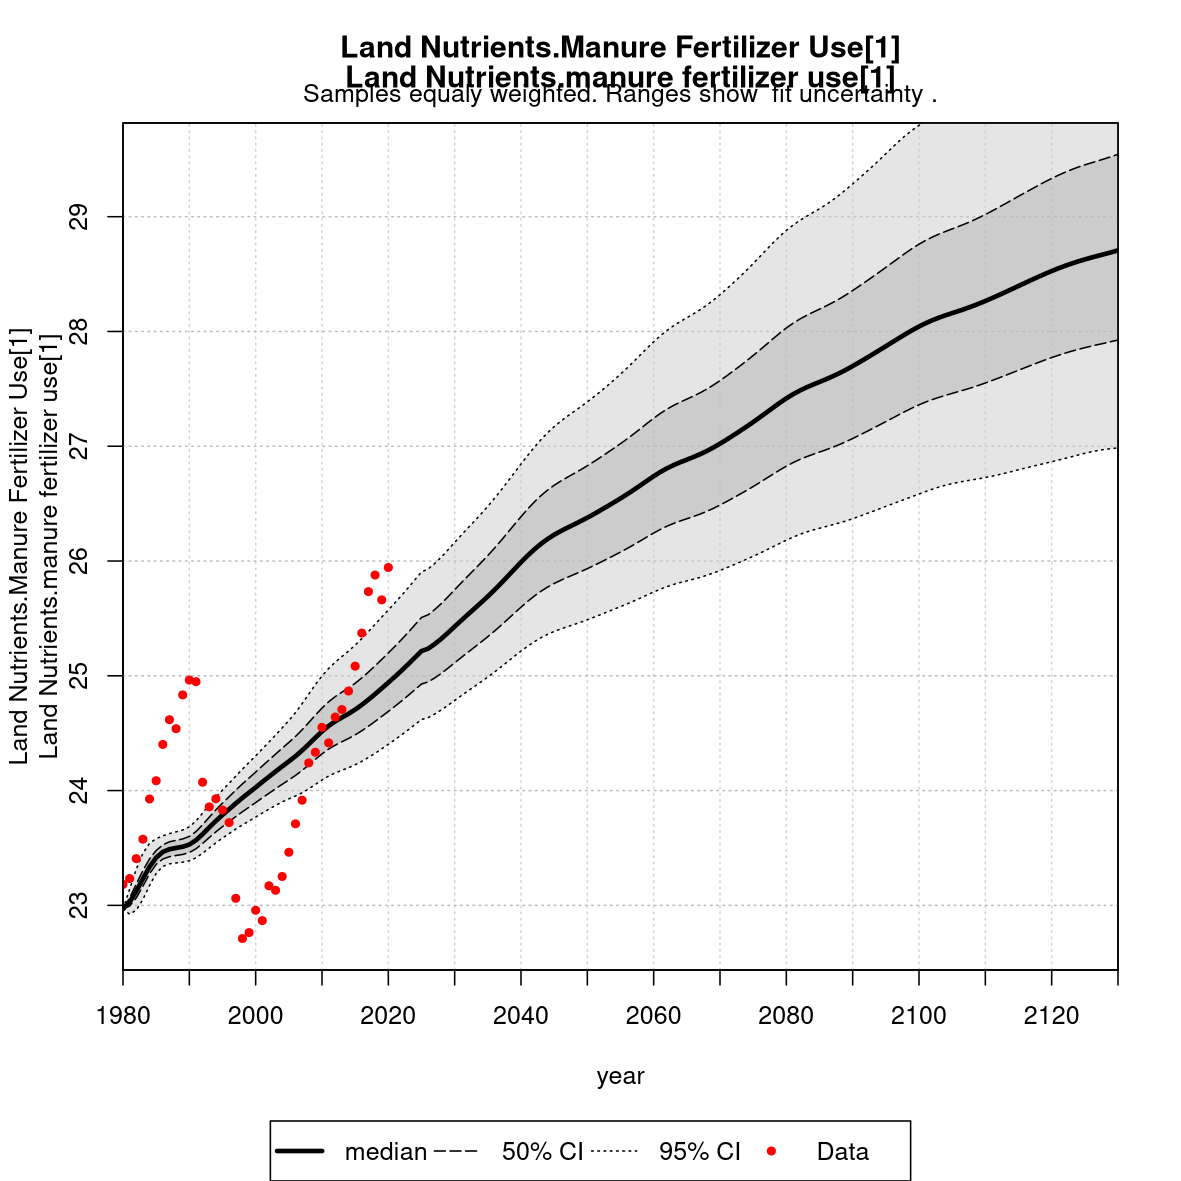 Land Nutrients.Manure Fertilizer Use[1]
Land Nutrients.manure fertilizer use[1]
Samples equaly weighted. Ranges show  fit uncertainty .
Land Nutrients.Manure Fertilizer Use[1]
Land Nutrients.manure fertilizer use[1]
29
28
27
26
25
24
23
1980 2000 2020 2040 2060 2080 2100 2120
year
median 50% CI 95% CI Data